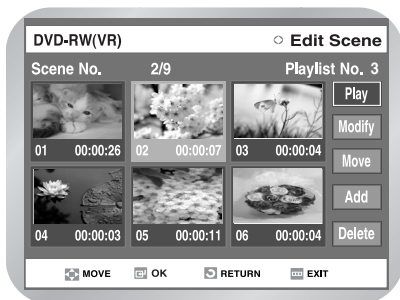 DVD-RW(VR) Edit Scene
Scene No. 2/9 Playlist No. 3
Play
Modify
Move
Add
Delete
01 00:00:26 02 00:00:07 03 00:00:04
04 00:00:03 05 00:00:11 06 00:00:04
MOVE OK RETURN EXIT